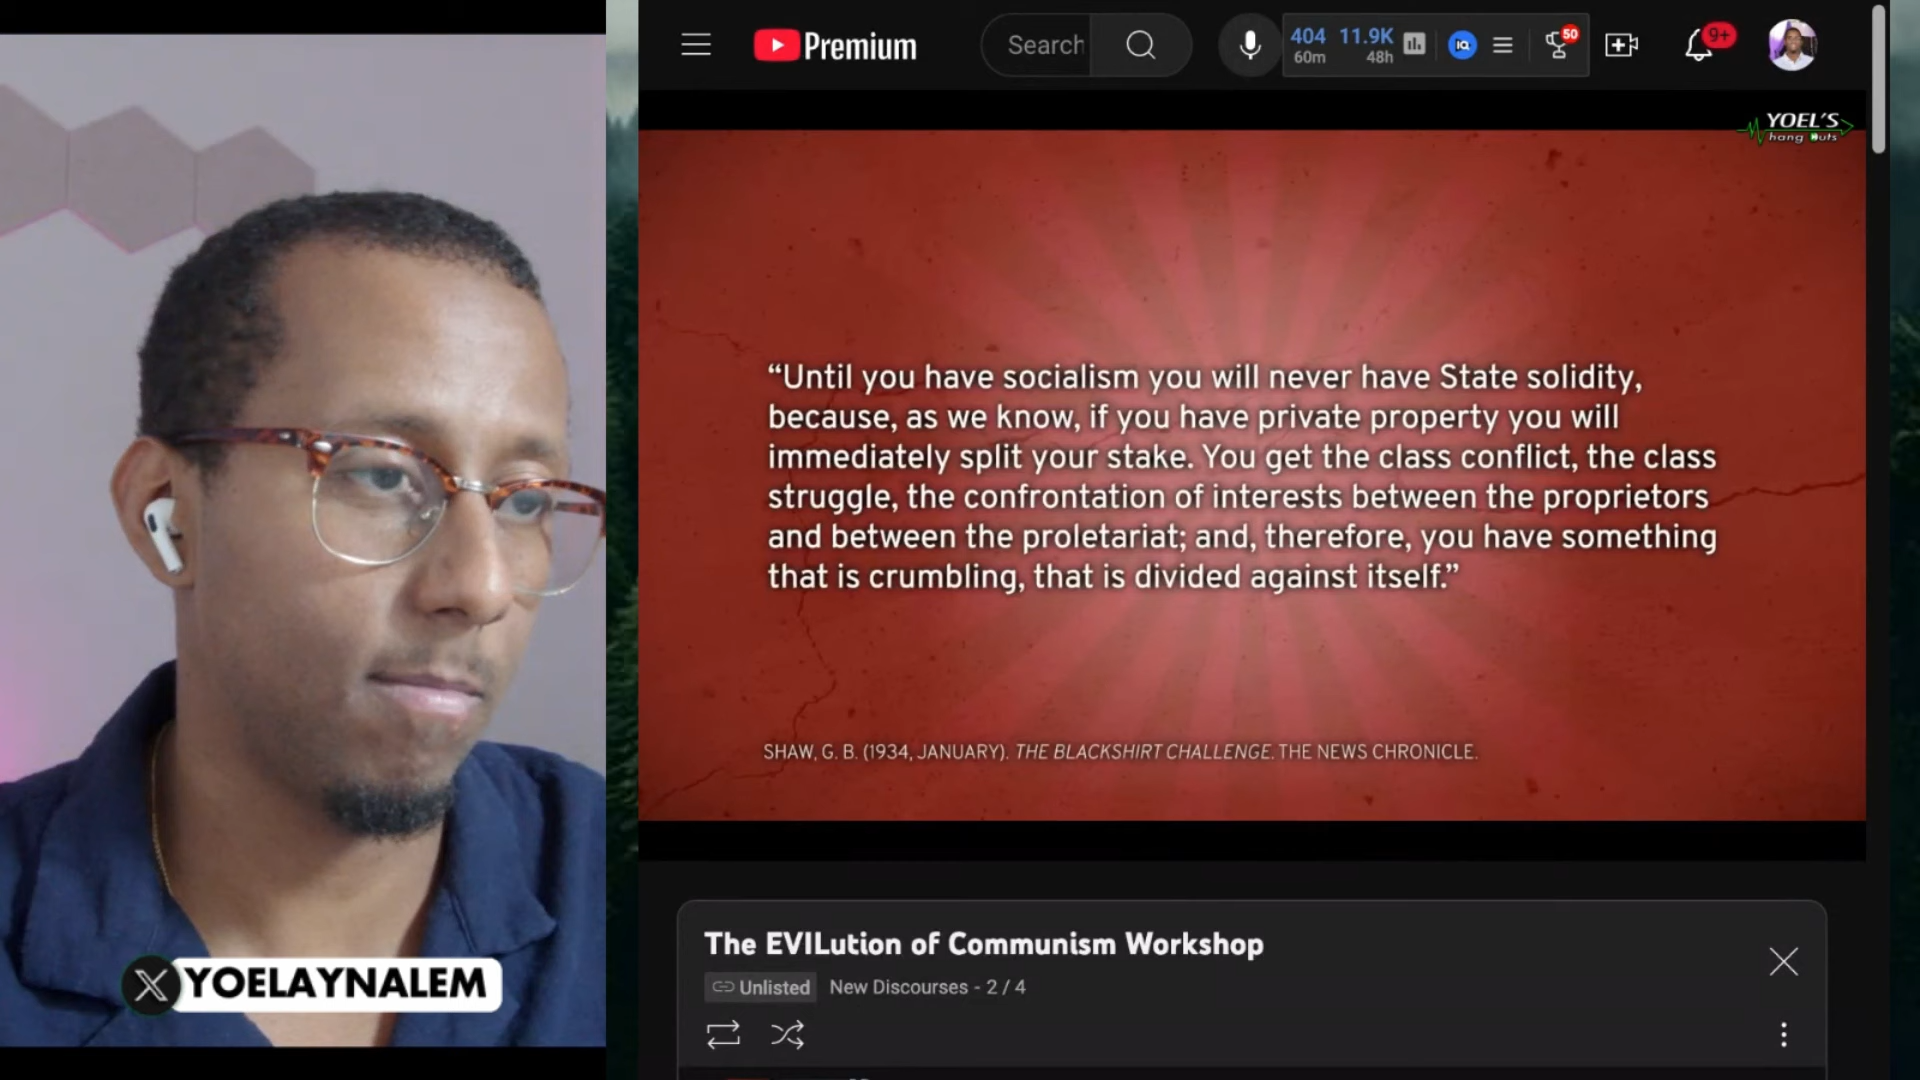 Premium
Search
404 11.9K
60m 48h
IQ
50
9+
YOEL'S
hang outs
“Until you have socialism you will never have State solidity,
because, as we know, if you have private property you will
immediately split your stake. You get the class conflict, the class
struggle, the confrontation of interests between the proprietors
and between the proletariat; and, therefore, you have something
that is crumbling, that is divided against itself.”
SHAW, G. B. (1934, JANUARY). THE BLACKSHIRT CHALLENGE. THE NEWS CHRONICLE.
The EVILution of Communism Workshop
Unlisted New Discourses - 2 / 4
X YOELAYNALEM